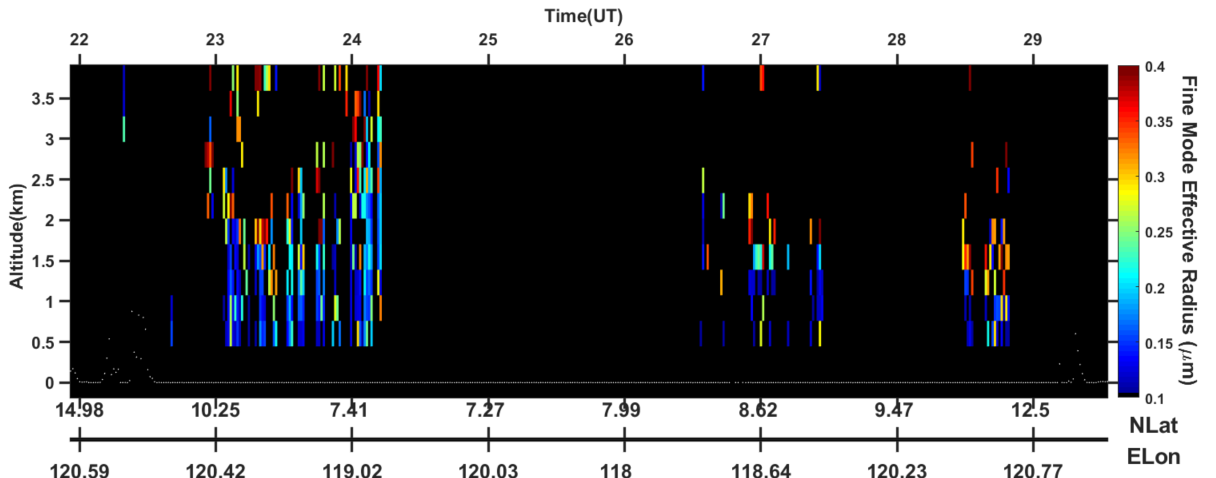 Time(UT)
22 23 24 25 26 27 28 29
Altitude(km)
3.5
3
2.5
2
1.5
1
0.5
0
0.4
0.35
0.3
0.25
0.2
0.15
0.1
Fine Mode Effective Radius (μm)
14.98 10.25 7.41 7.27 7.99 8.62 9.47 12.5
NLat
120.59 120.42 119.02 120.03 118 118.64 120.23 120.77
ELon